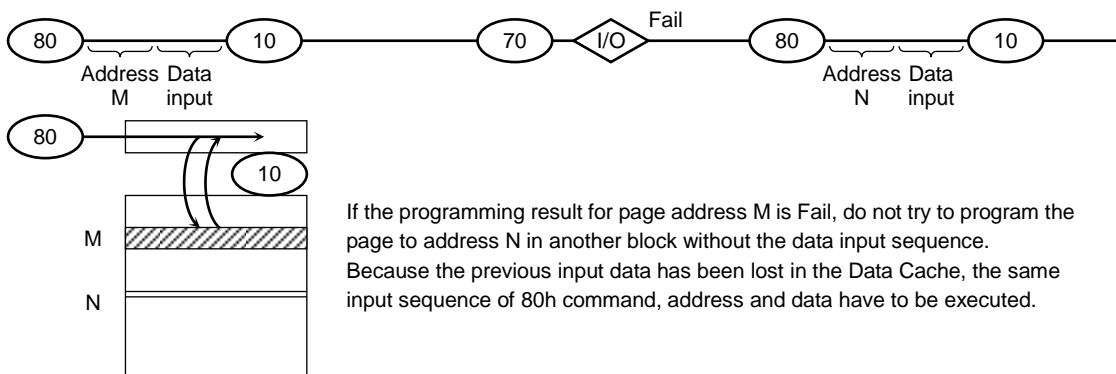 Fail
80 10 70 I/O 80 10
Address Data Address Data
M input N input
80
10
If the programming result for page address M is Fail, do not try to program the
M page to address N in another block without the data input sequence.
Because the previous input data has been lost in the Data Cache, the same
N input sequence of 80h command, address and data have to be executed.